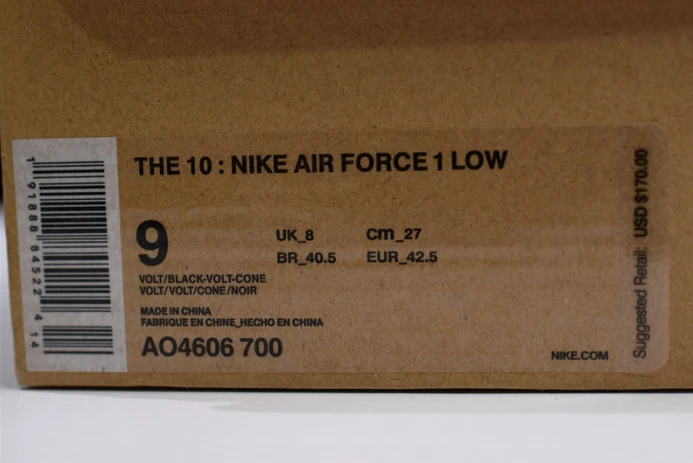 THE 10 : NIKE AIR FORCE 1 LOW
9
UK_8 Cm_27
BR_40.5 EUR_42.5
VOLT/BLACK-VOLT-CONE
VOLT/VOLT/CONE/NOIR
MADE IN CHINA
FABRIQUE EN CHINE_HECHO EN CHINA
AO4606 700
NIKE.COM
Suggested Retail: USD $170.00
1 91888 84522 4 14